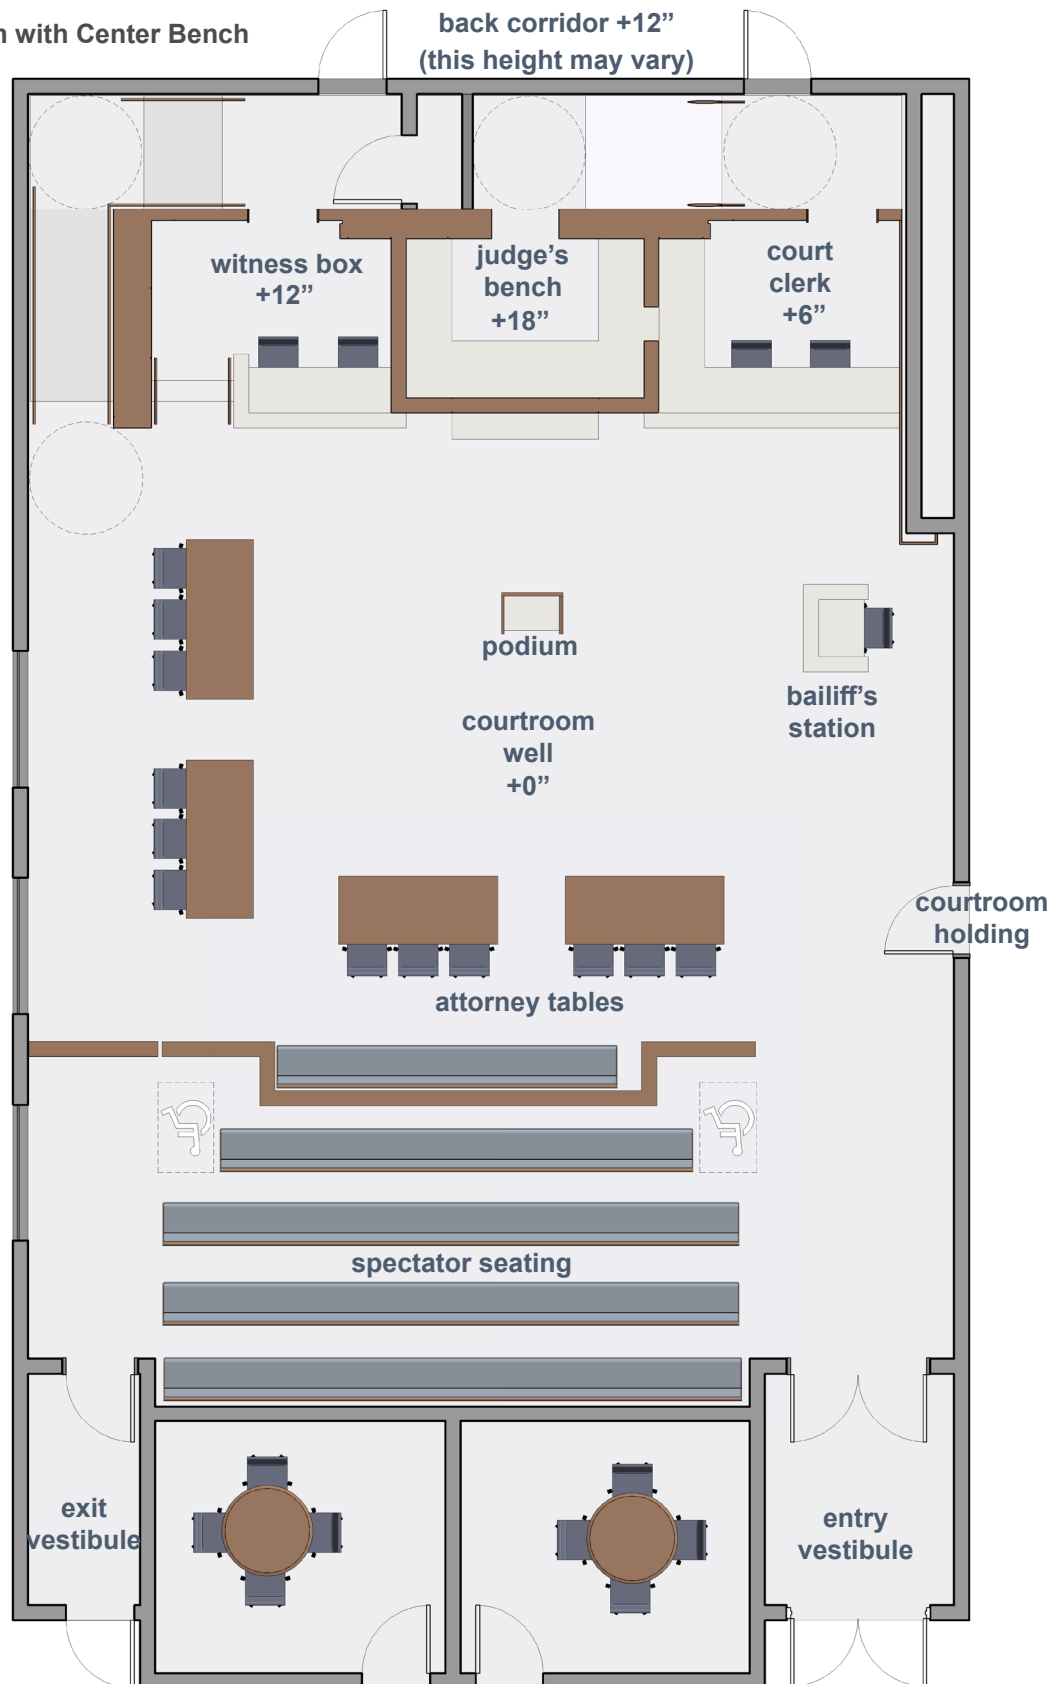 with Center Bench
back corridor +12”
(this height may vary)
witness box
+12”
judge’s
bench
+18”
court
clerk
+6”
podium
bailiff’s
station
courtroom
well
+0”
courtroom
holding
attorney tables
spectator seating
exit
vestibule
entry
vestibule